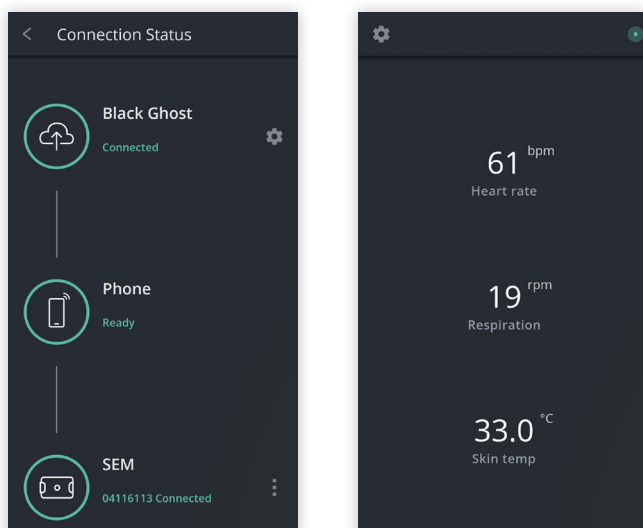 Connection Status
Black Ghost
Connected
Phone
Ready
SEM
04116113 Connected
61 bpm
Heart rate
19 rpm
Respiration
33.0 °C
Skin temp